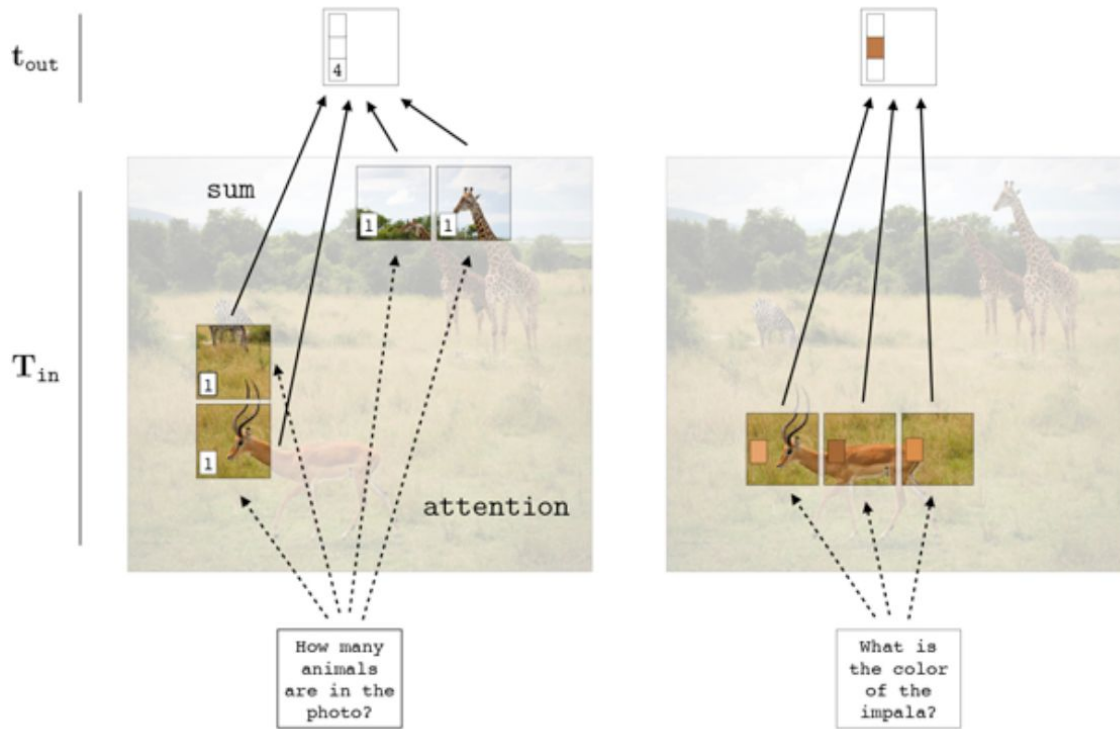 t_out
4
sum
1
1
T_in
1
1
attention
How many
animals
are in the
photo?
What is
the color
of the
impala?